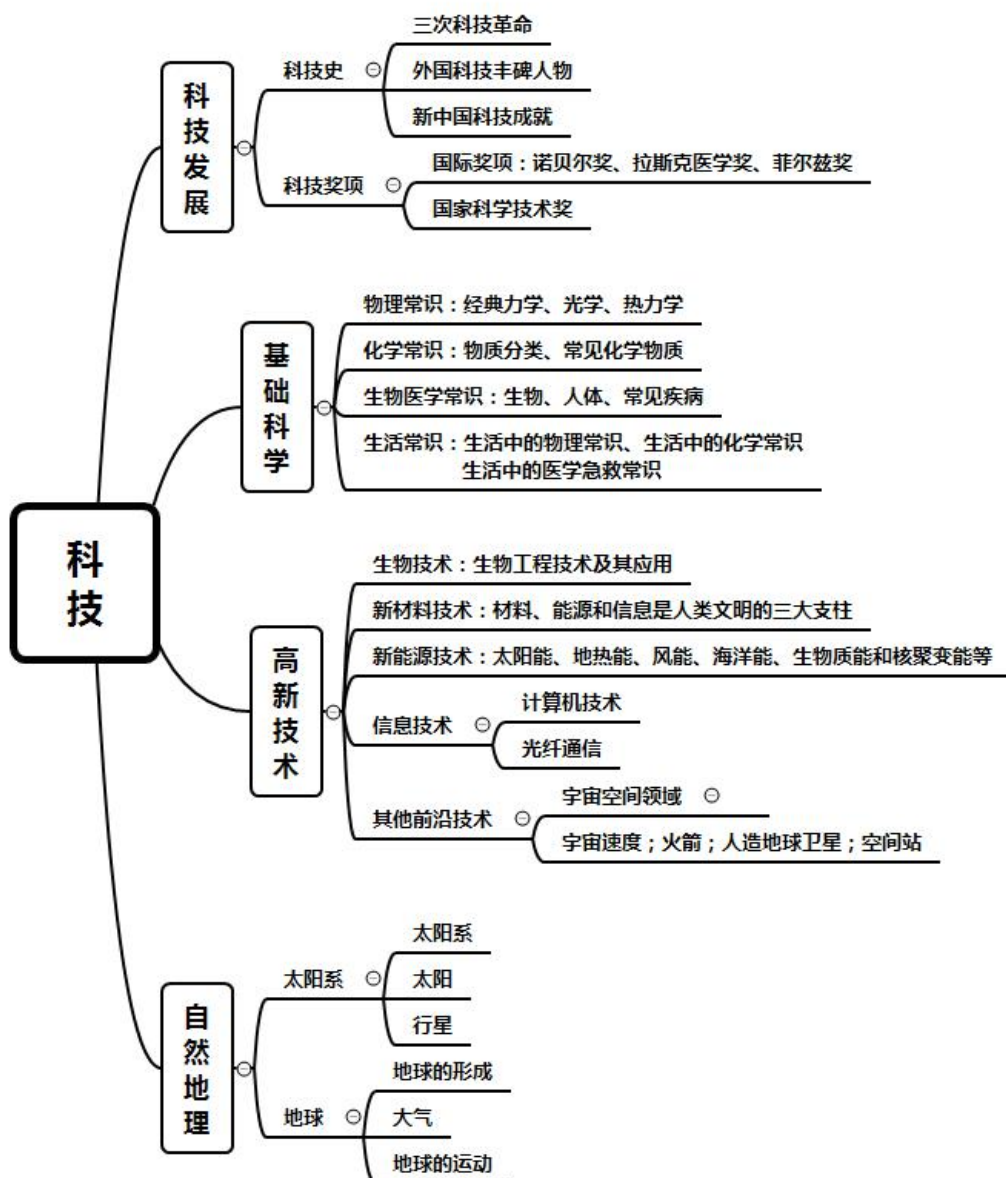 科技
科技发展
科技史
三次科技革命
外国科技丰碑人物
新中国科技成就
科技奖项
国际奖项：诺贝尔奖、拉斯克医学奖、菲尔兹奖
国家科学技术奖
基础科学
物理常识：经典力学、光学、热力学
化学常识：物质分类、常见化学物质
生物医学常识：生物、人体、常见疾病
生活常识：生活中的物理常识、生活中的化学常识
生活中的医学急救常识
高新技术
生物技术：生物工程技术及其应用
新材料技术：材料、能源和信息是人类文明的三大支柱
新能源技术：太阳能、地热能、风能、海洋能、生物质能和核聚变能等
信息技术
计算机技术
光纤通信
其他前沿技术
宇宙空间领域
宇宙速度；火箭；人造地球卫星；空间站
自然地理
太阳系
太阳系
太阳
行星
地球
地球的形成
大气
地球的运动